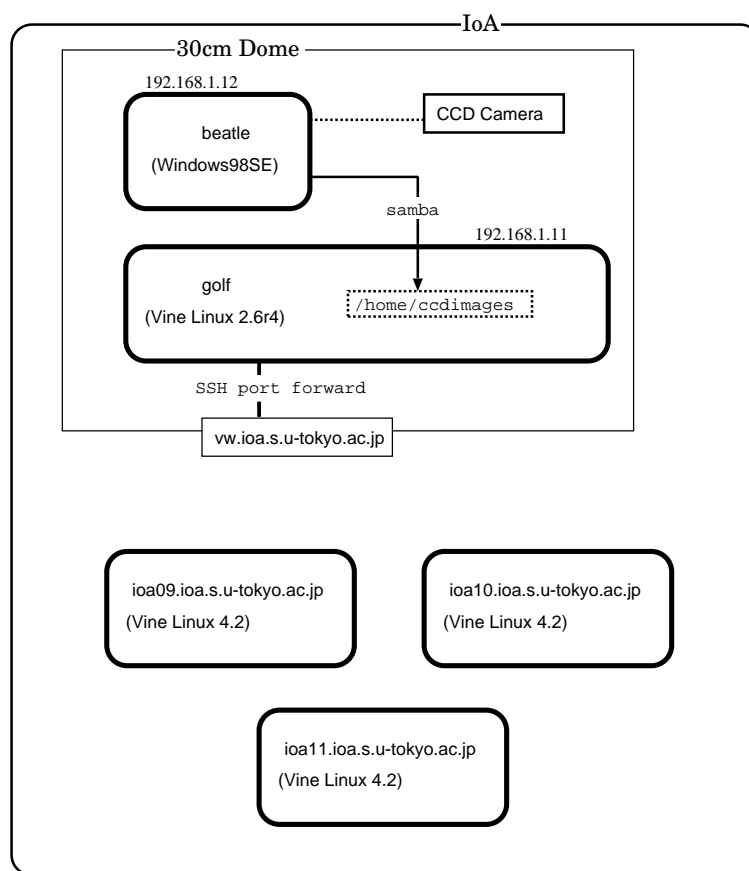 IoA
30cm Dome
192.168.1.12
beatle
(Windows98SE)
CCD Camera
samba
192.168.1.11
golf
(Vine Linux 2.6r4)
/home/ccdimages
SSH port forward
vw.ioa.s.u-tokyo.ac.jp
ioa09.ioa.s.u-tokyo.ac.jp
(Vine Linux 4.2)
ioa10.ioa.s.u-tokyo.ac.jp
(Vine Linux 4.2)
ioa11.ioa.s.u-tokyo.ac.jp
(Vine Linux 4.2)